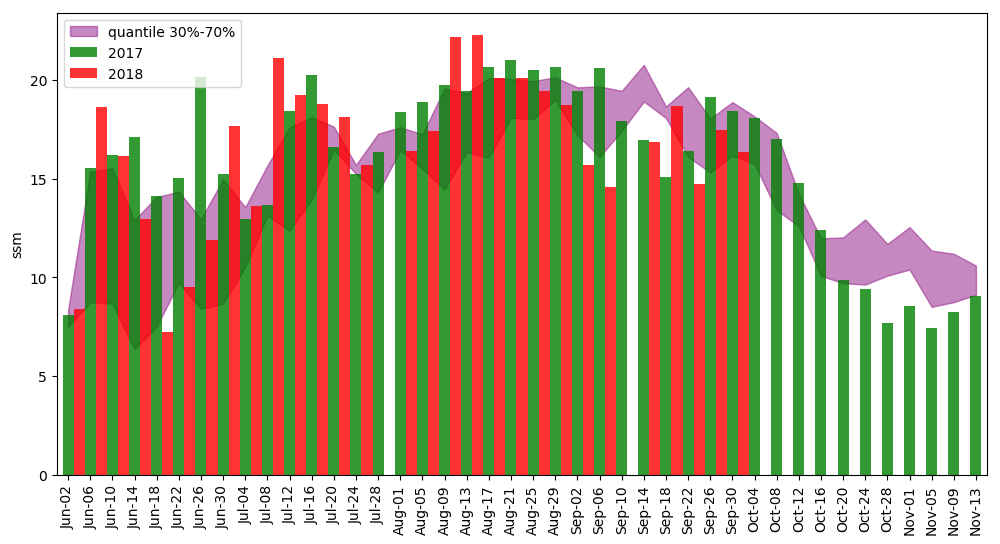 quantile 30%-70%
2017
2018
ssm
20
15
10
5
0
Jun-02
Jun-06
Jun-10
Jun-14
Jun-18
Jun-22
Jun-26
Jun-30
Jul-04
Jul-08
Jul-12
Jul-16
Jul-20
Jul-24
Jul-28
Aug-01
Aug-05
Aug-09
Aug-13
Aug-17
Aug-21
Aug-25
Aug-29
Sep-02
Sep-06
Sep-10
Sep-14
Sep-18
Sep-22
Sep-26
Sep-30
Oct-04
Oct-08
Oct-12
Oct-16
Oct-20
Oct-24
Oct-28
Nov-01
Nov-05
Nov-09
Nov-13